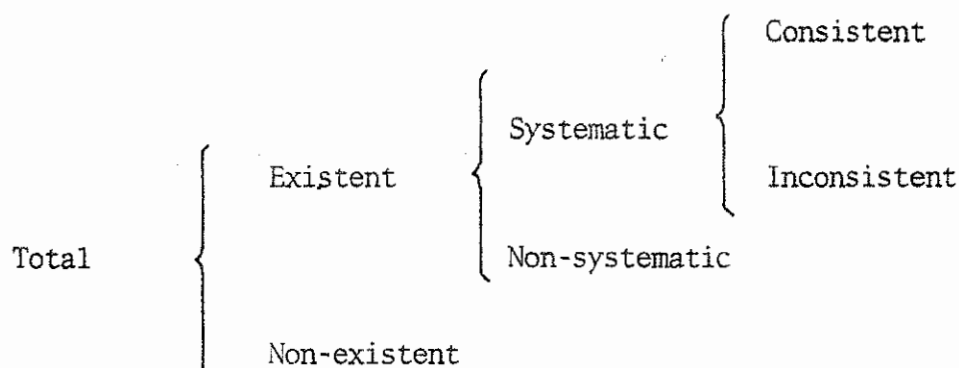 Consistent
Systematic
Existent
Inconsistent
Total
Non-systematic
Non-existent